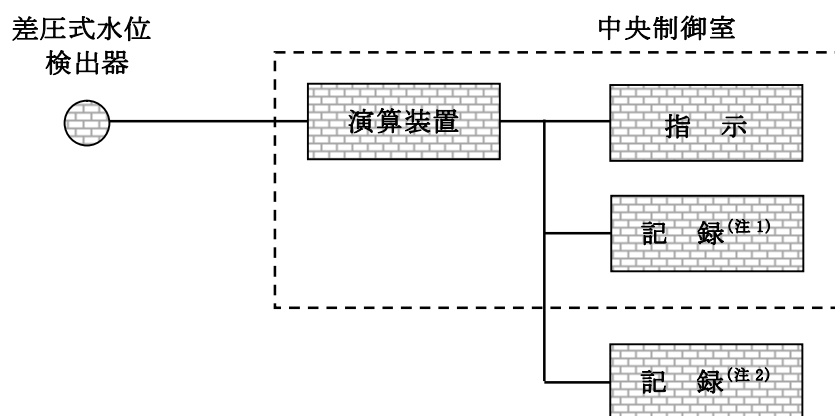 差圧式水位
検出器
中央制御室
演算装置
指　示
記　録(注1)
記　録(注2)